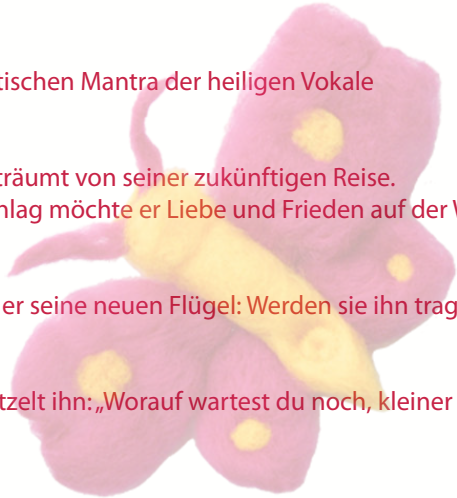 tischen Mantra der heiligen Vokale
träumt von seiner zukünftigen Reise.
hlag möchte er Liebe und Frieden auf der W
er seine neuen Flügel: Werden sie ihn trag
tzelt ihn: „Worauf wartest du noch, kleiner